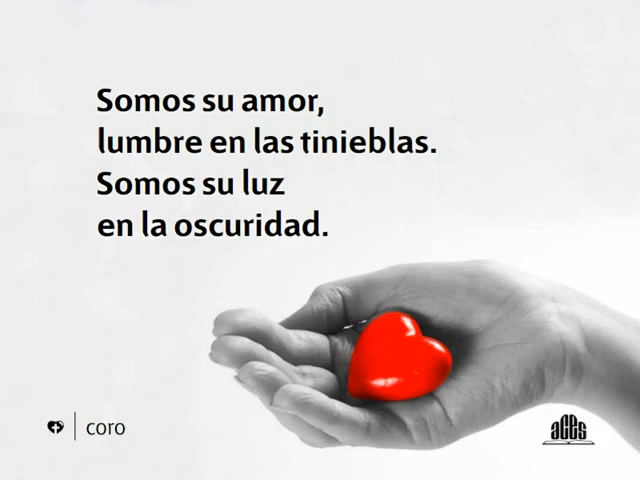 Somos su amor,
lumbre en las tinieblas.
Somos su luz
en la oscuridad.
coro
aces